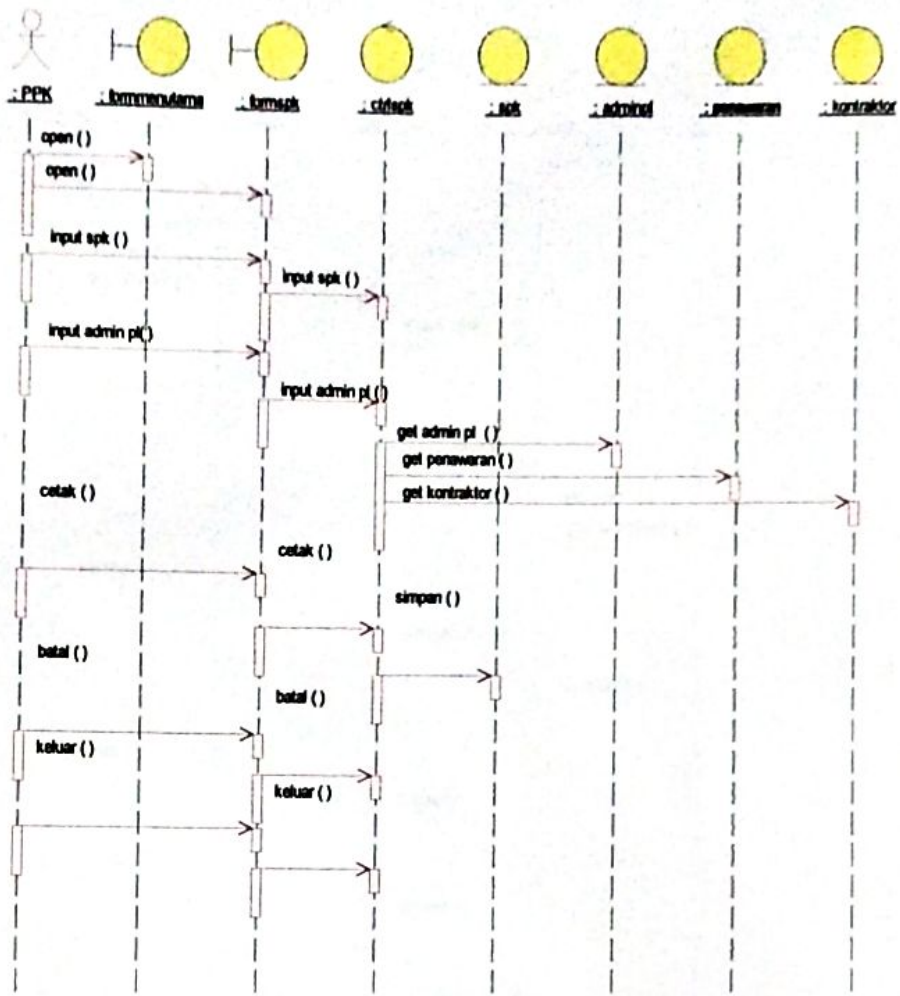 : PPK
: formmenutama
: formspk
: ctrlspk
: spk
: adminpl
: penawaran
: kontraktor
open ( )
open ( )
input spk ( )
input spk ( )
input admin pl( )
input admin pl ( )
get admin pl ( )
get penawaran ( )
get kontraktor ( )
cetak ( )
cetak ( )
simpan ( )
batal ( )
batal ( )
keluar ( )
keluar ( )